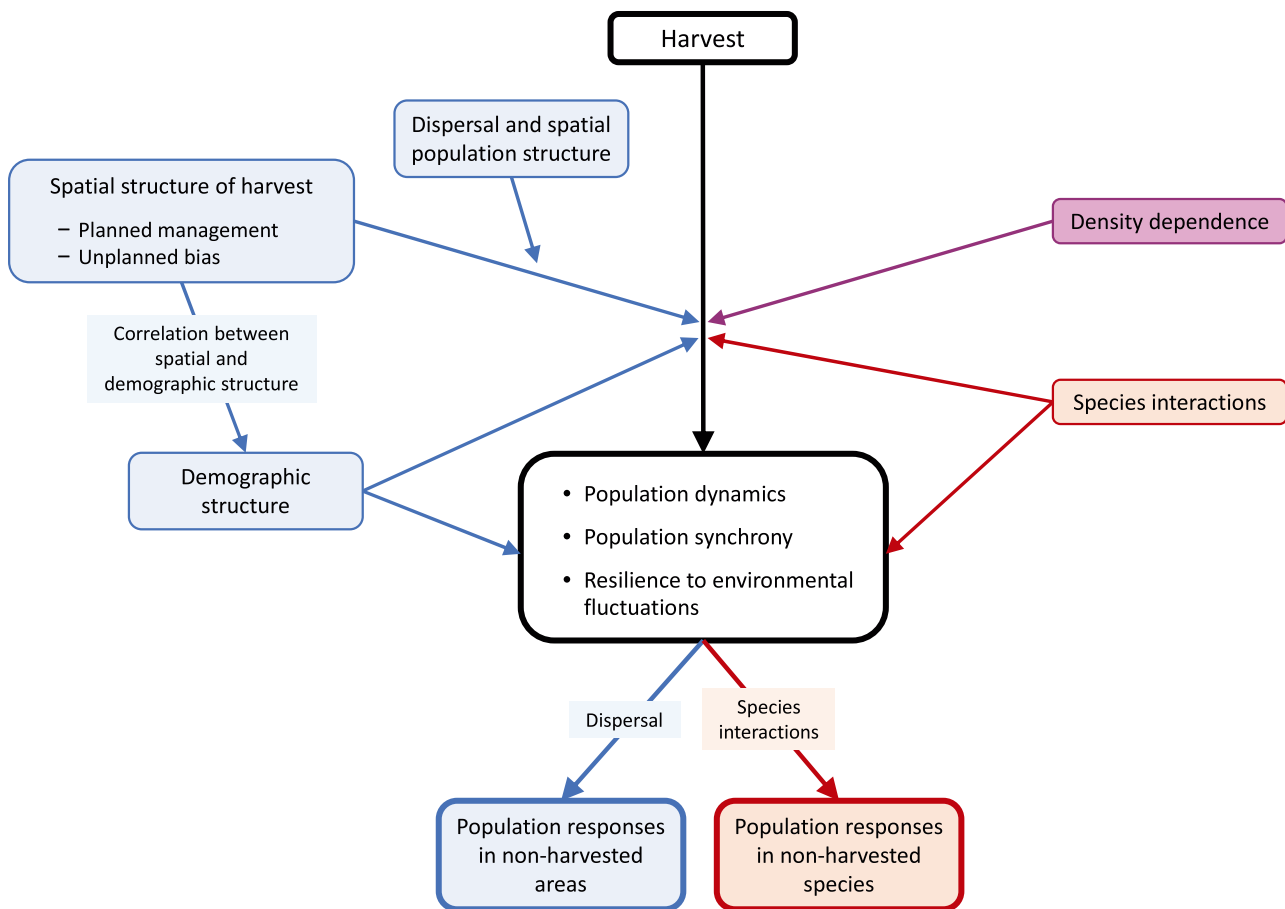 Harvest
Dispersal and spatial
population structure
Spatial structure of harvest
– Planned management
– Unplanned bias
Density dependence
Correlation between
spatial and
demographic structure
Species interactions
Demographic
structure
• Population dynamics
• Population synchrony
• Resilience to environmental
fluctuations
Dispersal
Species
interactions
Population responses
in non-harvested
areas
Population responses
in non-harvested
species